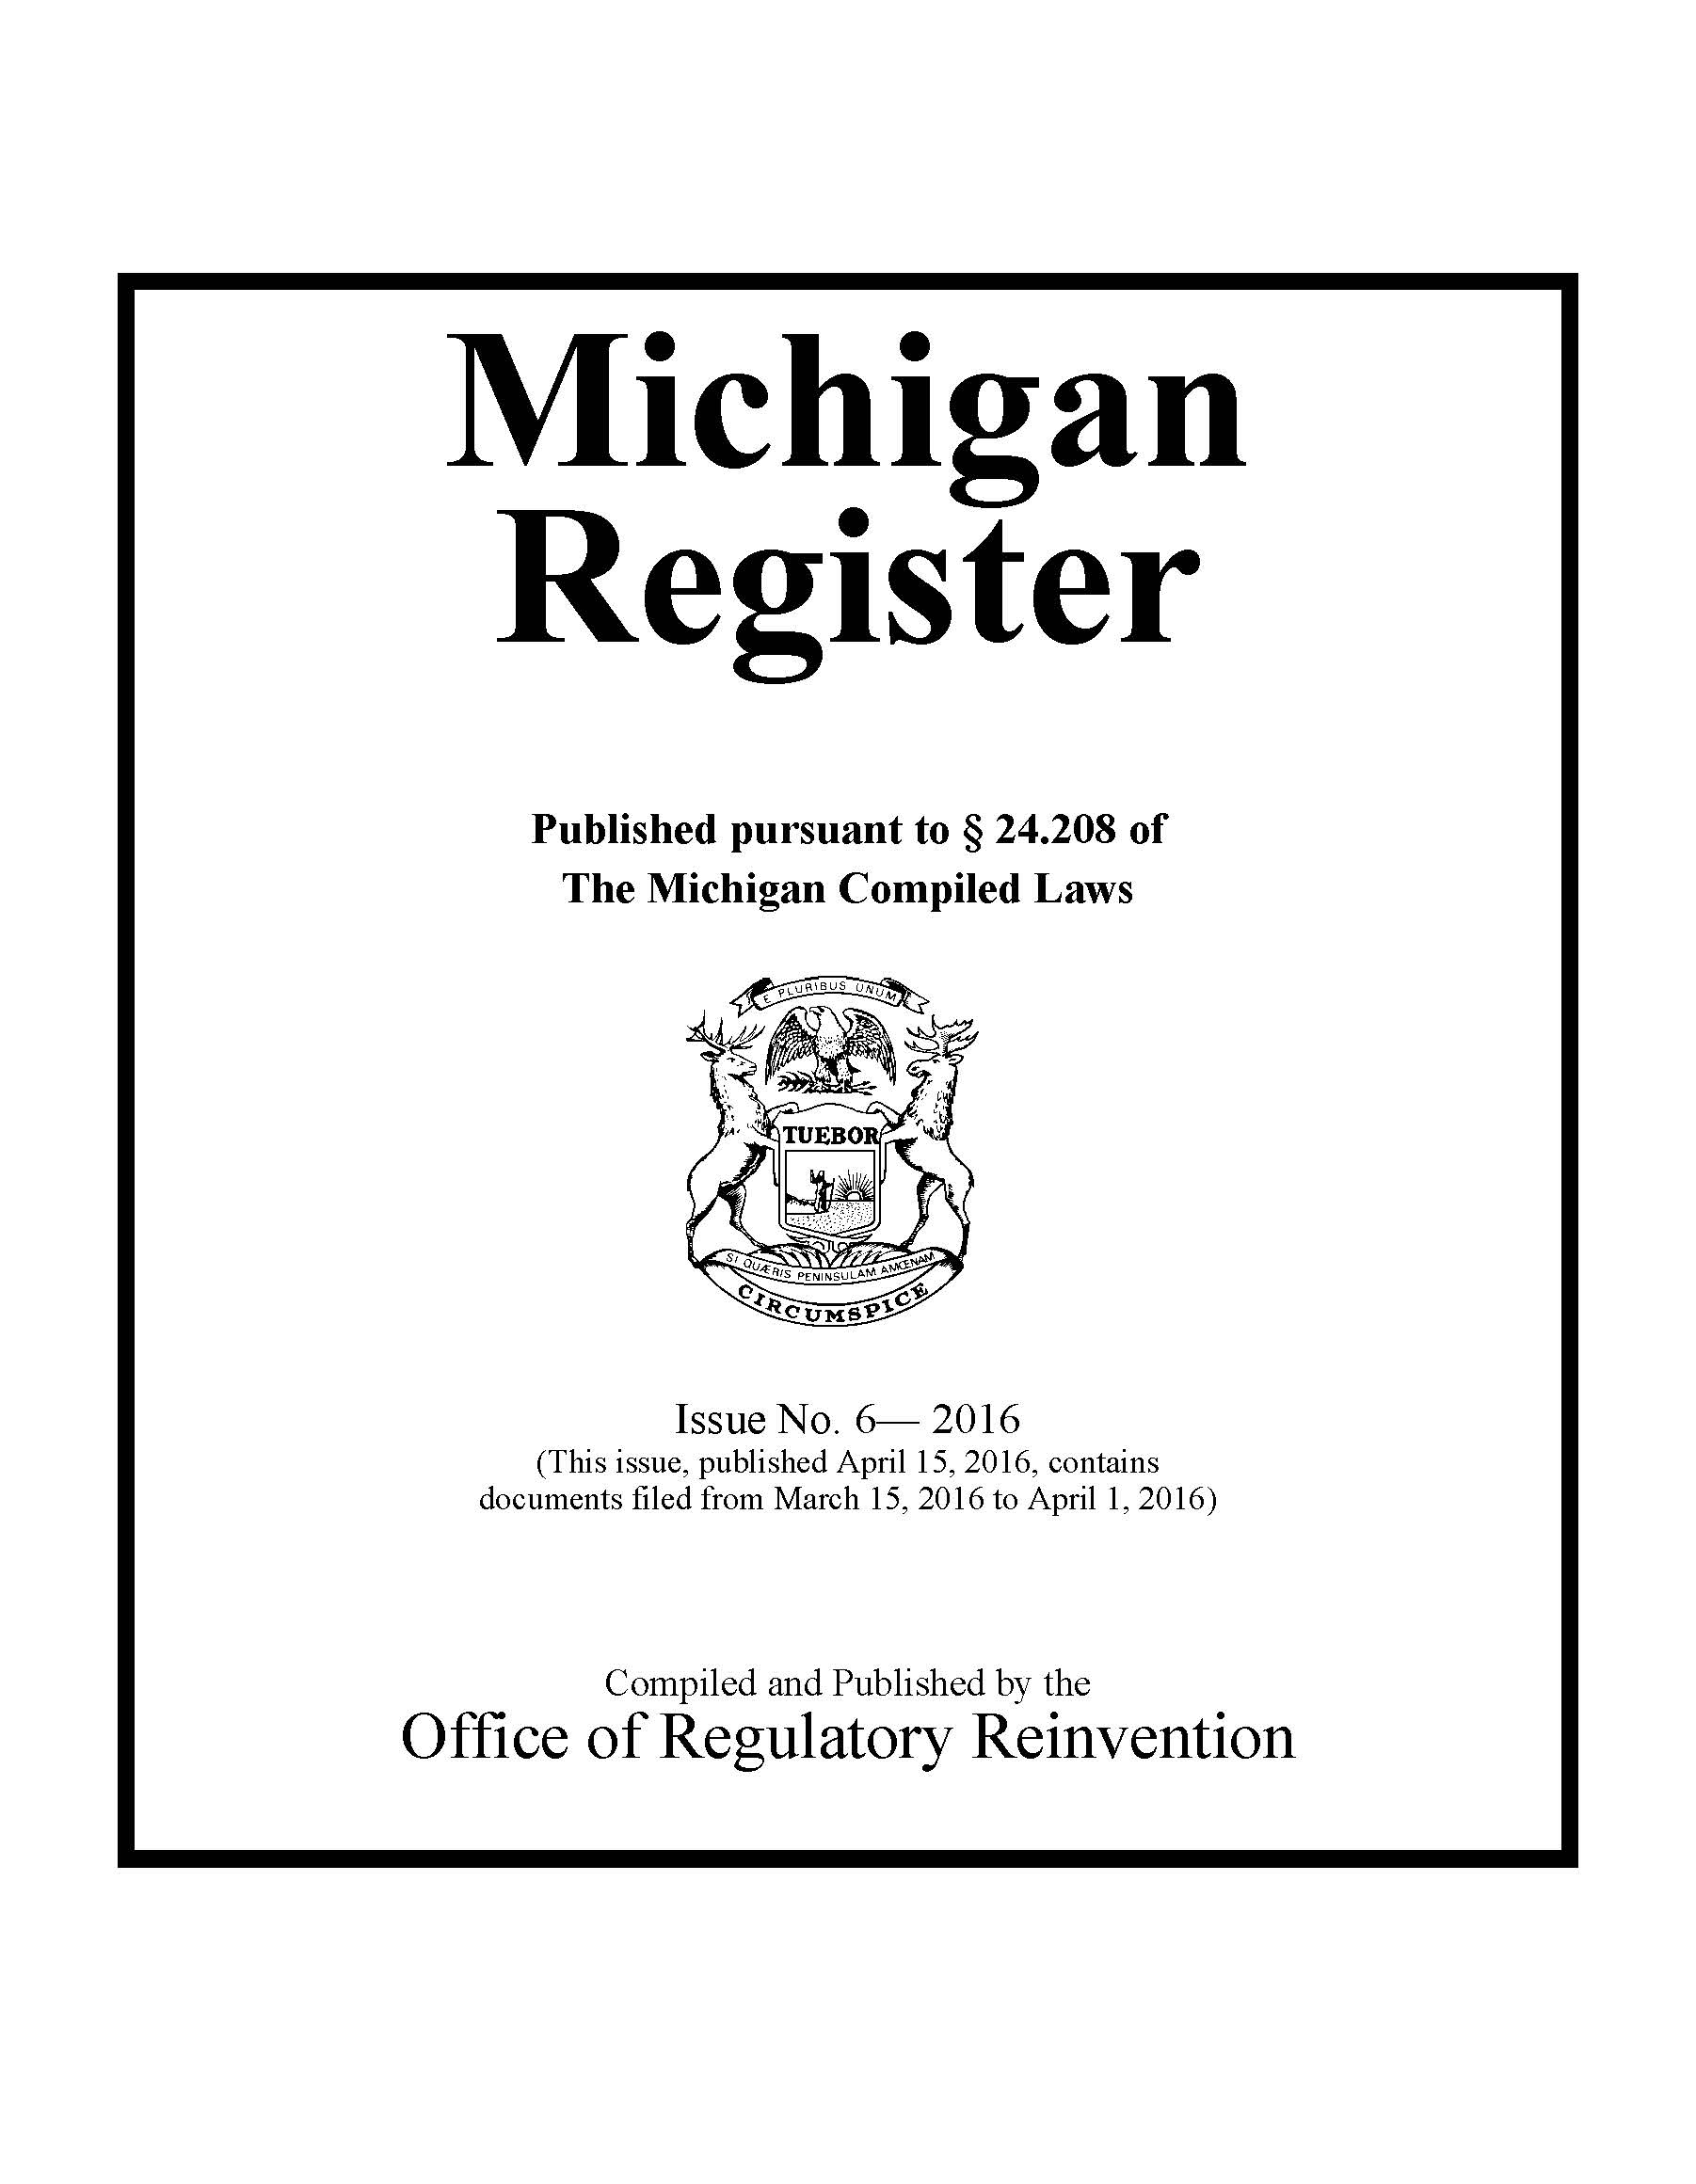 Michigan
Register
Published pursuant to § 24.208 of
The Michigan Compiled Laws
E PLURIBUS UNUM
TUEBOR
SI QUÆRIS PENINSULAM AMŒNAM
CIRCUMSPICE
Issue No. 6— 2016
(This issue, published April 15, 2016, contains
documents filed from March 15, 2016 to April 1, 2016)
Compiled and Published by the
Office of Regulatory Reinvention